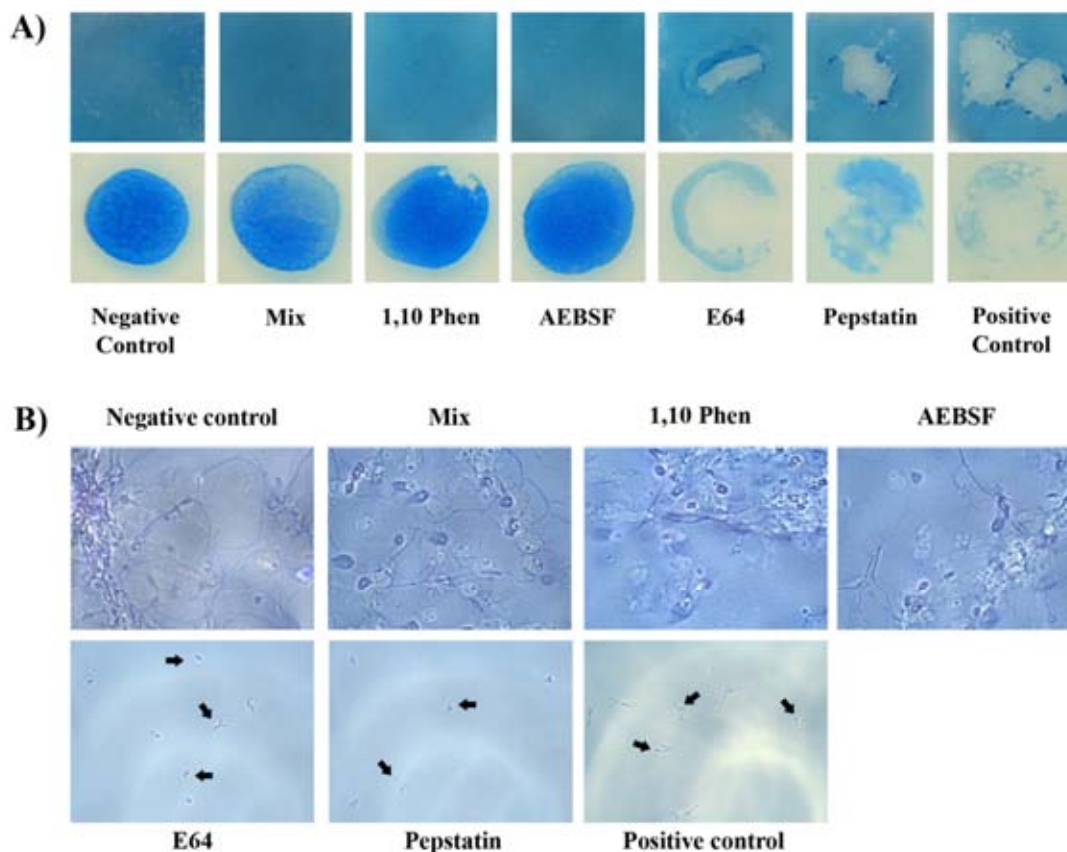 A)
Negative Control
Mix
1,10 Phen
AEBSF
E64
Pepstatin
Positive Control
B)
Negative control
Mix
1,10 Phen
AEBSF
E64
Pepstatin
Positive control